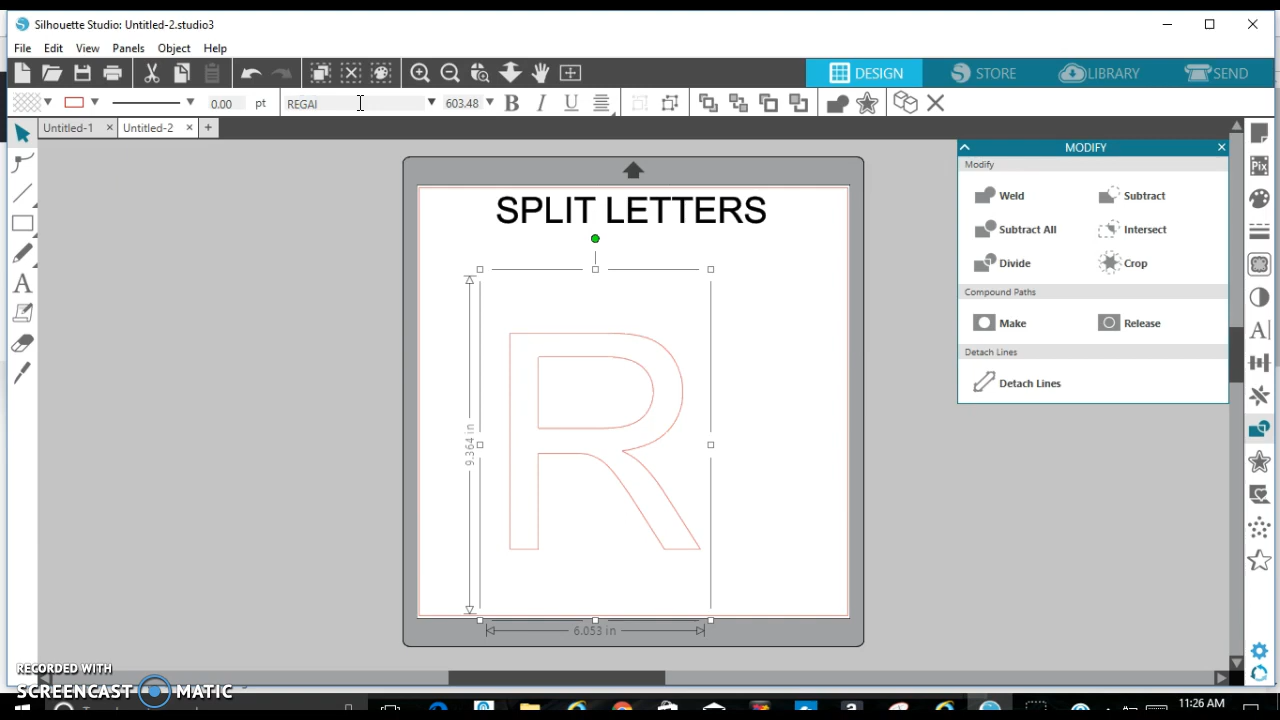 Silhouette Studio: Untitled-2.studio3
File Edit View Panels Object Help
DESIGN STORE LIBRARY SEND
0.00 pt REGAI 603.48 B I U
Untitled-1 Untitled-2
MODIFY
Modify
Weld Subtract
Subtract All Intersect
Divide Crop
Compound Paths
Make Release
Detach Lines
Detach Lines
SPLIT LETTERS
R
9.364 in
6.053 in
RECORDED WITH
SCREENCAST MATIC
11:26 AM